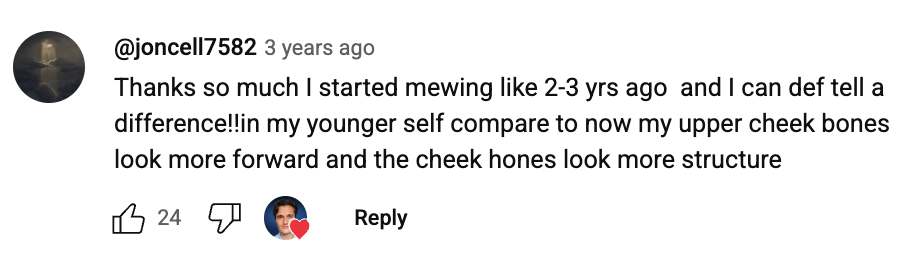 @joncell7582 3 years ago
Thanks so much I started mewing like 2-3 yrs ago  and I can def tell a
difference!!in my younger self compare to now my upper cheek bones
look more forward and the cheek hones look more structure
24
Reply